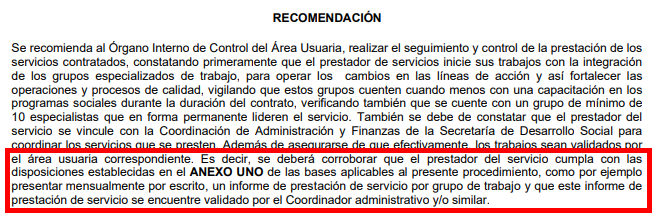 RECOMENDACIÓN
Se recomienda al Órgano Interno de Control del Área Usuaria, realizar el seguimiento y control de la prestación de los
servicios contratados, constatando primeramente que el prestador de servicios inicie sus trabajos con la integración
de los grupos especializados de trabajo, para operar los cambios en las líneas de acción y así fortalecer las
operaciones y procesos de calidad, vigilando que estos grupos cuenten cuando menos con una capacitación en los
programas sociales durante la duración del contrato, verificando también que se cuente con un grupo de mínimo de
10 especialistas que en forma permanente lideren el servicio. También se debe de constatar que el prestador del
servicio se vincule con la Coordinación de Administración y Finanzas de la Secretaría de Desarrollo Social para
coordinar los servicios que se presten. Además de asegurarse de que efectivamente, los trabajos sean validados por
el área usuaria correspondiente. Es decir, se deberá corroborar que el prestador del servicio cumpla con las
disposiciones establecidas en el ANEXO UNO de las bases aplicables al presente procedimiento, como por ejemplo
presentar mensualmente por escrito, un informe de prestación de servicio por grupo de trabajo y que este informe de
prestación de servicio se encuentre validado por el Coordinador administrativo y/o similar.